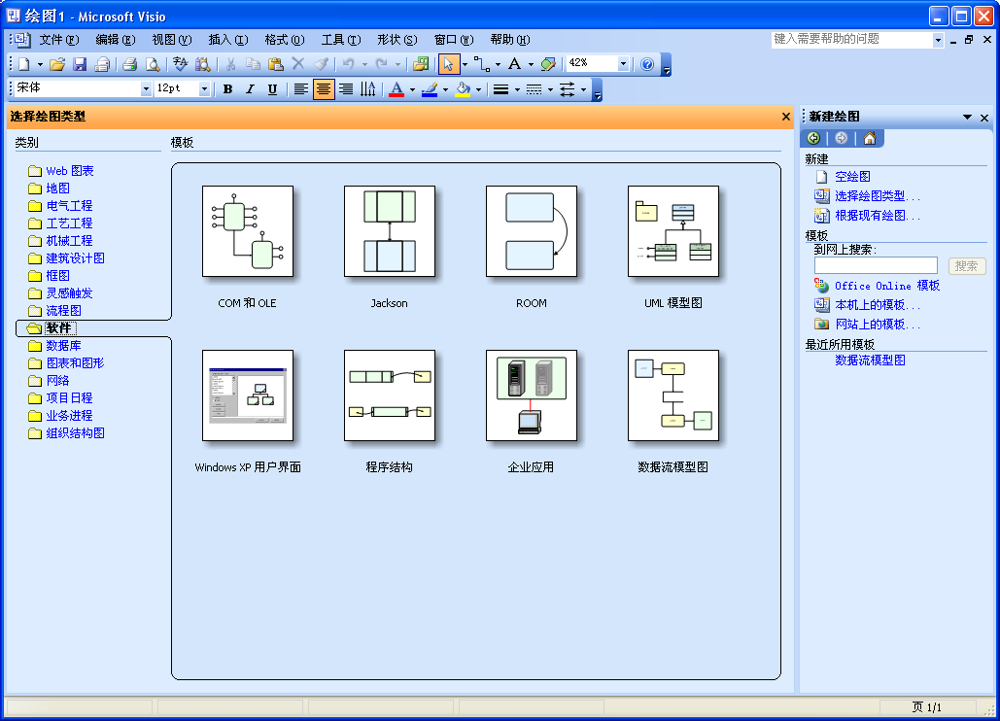 绘图1 - Microsoft Visio
文件(F) 编辑(E) 视图(V) 插入(I) 格式(O) 工具(T) 形状(S) 窗口(W) 帮助(H) 键入需要帮助的问题
42%
宋体 12pt B I U A
选择绘图类型
类别
Web 图表
地图
电气工程
工艺工程
机械工程
建筑设计图
框图
灵感触发
流程图
软件
数据库
图表和图形
网络
项目日程
业务进程
组织结构图
模板
COM 和 OLE Jackson ROOM UML 模型图
Windows XP 用户界面 程序结构 企业应用 数据流模型图
新建绘图
新建
空绘图
选择绘图类型...
根据现有绘图...
模板
到网上搜索:
搜索
Office Online 模板
本机上的模板...
网站上的模板...
最近所用模板
数据流模型图
页 1/1